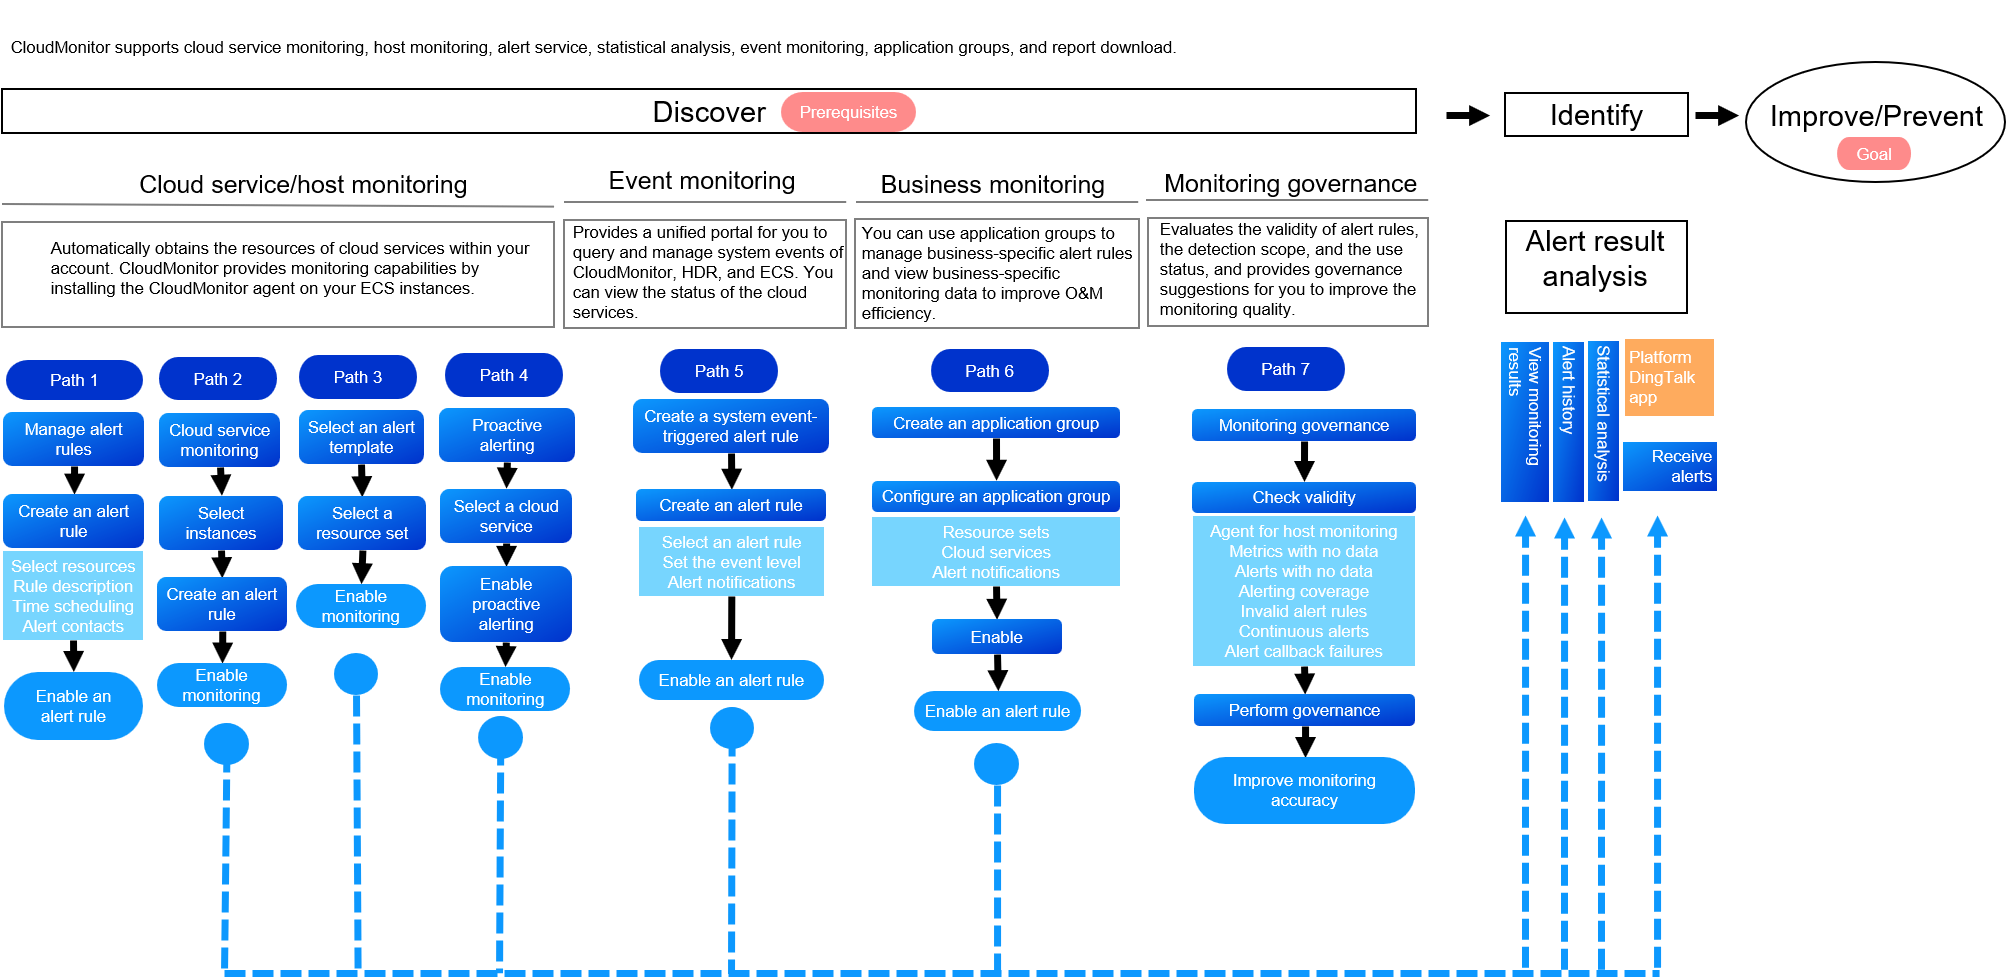 CloudMonitor supports cloud service monitoring, host monitoring, alert service, statistical analysis, event monitoring, application groups, and report download.
Discover
Prerequisites
Identify
Improve/Prevent
Goal
Cloud service/host monitoring
Automatically obtains the resources of cloud services within your
account. CloudMonitor provides monitoring capabilities by
installing the CloudMonitor agent on your ECS instances.
Event monitoring
Provides a unified portal for you to
query and manage system events of
CloudMonitor, HDR, and ECS. You
can view the status of the cloud
services.
Business monitoring
You can use application groups to
manage business-specific alert rules
and view business-specific
monitoring data to improve O&M
efficiency.
Monitoring governance
Evaluates the validity of alert rules,
the detection scope, and the use
status, and provides governance
suggestions for you to improve the
monitoring quality.
Alert result
analysis
Path 1
Manage alert
rules
Create an alert
rule
Select resources
Rule description
Time scheduling
Alert contacts
Enable an
alert rule
Path 2
Cloud service
monitoring
Select
instances
Create an alert
rule
Enable
monitoring
Path 3
Select an alert
template
Select a
resource set
Enable
monitoring
Path 4
Proactive
alerting
Select a cloud
service
Enable
proactive
alerting
Enable
monitoring
Path 5
Create a system event-
triggered alert rule
Create an alert rule
Select an alert rule
Set the event level
Alert notifications
Enable an alert rule
Path 6
Create an application group
Configure an application group
Resource sets
Cloud services
Alert notifications
Enable
Enable an alert rule
Path 7
Monitoring governance
Check validity
Agent for host monitoring
Metrics with no data
Alerts with no data
Alerting coverage
Invalid alert rules
Continuous alerts
Alert callback failures
Perform governance
Improve monitoring
accuracy
View monitoring
results
Alert history
Statistical analysis
Platform
DingTalk
app
Receive
alerts